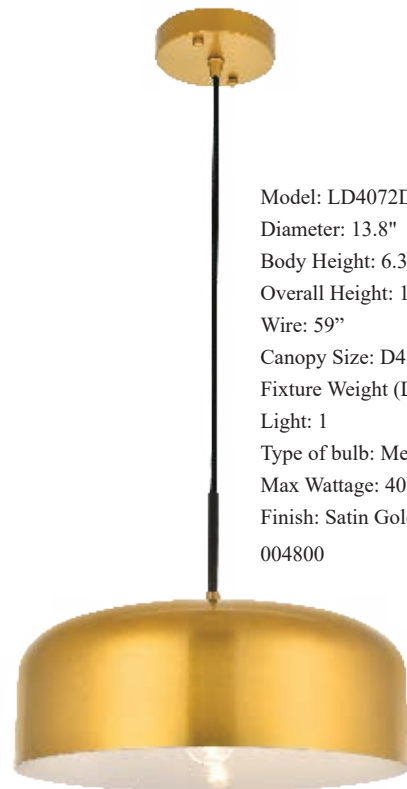 Model: LD4072D
Diameter: 13.8"
Body Height: 6.3
Overall Height: 1
Wire: 59”
Canopy Size: D4
Fixture Weight (L
Light: 1
Type of bulb: Me
Max Wattage: 40
Finish: Satin Gol
004800